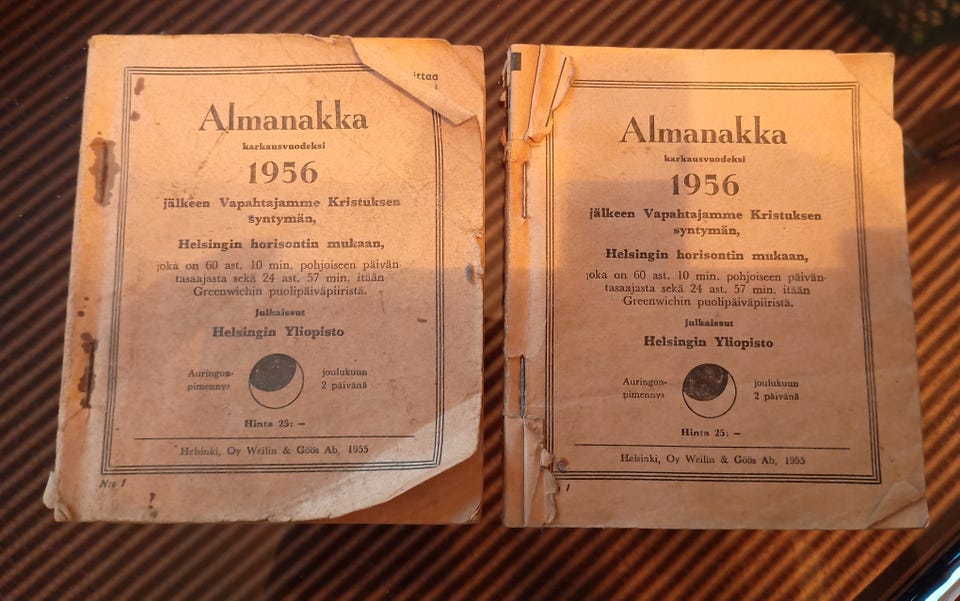 ittaa
Almanakka
karkausvuodeksi
1956
jälkeen Vapahtajamme Kristuksen
syntymän,
Helsingin horisontin mukaan,
joka on 60 ast. 10 min. pohjoiseen päivän-
tasaajasta sekä 24 ast. 57 min. itään
Greenwichin puolipäiväpiiristä.
Julkaissut
Helsingin Yliopisto
Auringon-
pimennys
joulukuun
2 päivänä
Hinta 25: –
Helsinki, Oy Weilin & Göös Ab, 1955
N:o 1
Almanakka
karkausvuodeksi
1956
jälkeen Vapahtajamme Kristuksen
syntymän,
Helsingin horisontin mukaan,
joka on 60 ast. 10 min. pohjoiseen päivän-
tasaajasta sekä 24 ast. 57 min. itään
Greenwichin puolipäiväpiiristä.
Julkaissut
Helsingin Yliopisto
Auringon-
pimennys
joulukuun
2 päivänä
Hinta 25: –
Helsinki, Oy Weilin & Göös Ab, 1955
1